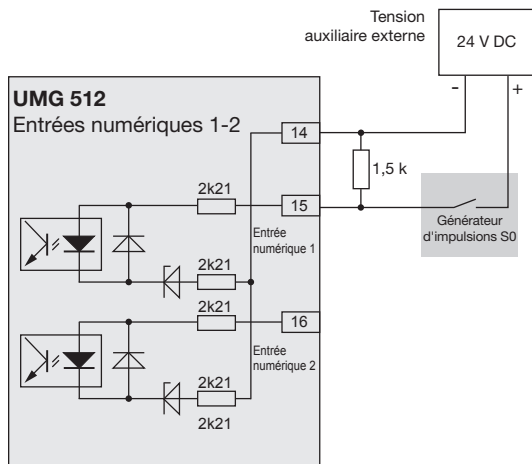 Tension
auxiliaire externe
24 V DC
-
+
UMG 512
Entrées numériques 1-2
14
1,5 k
2k21
15
Générateur
d'impulsions S0
Entrée
numérique 1
2k21
2k21
16
Entrée
numérique 2
2k21
2k21